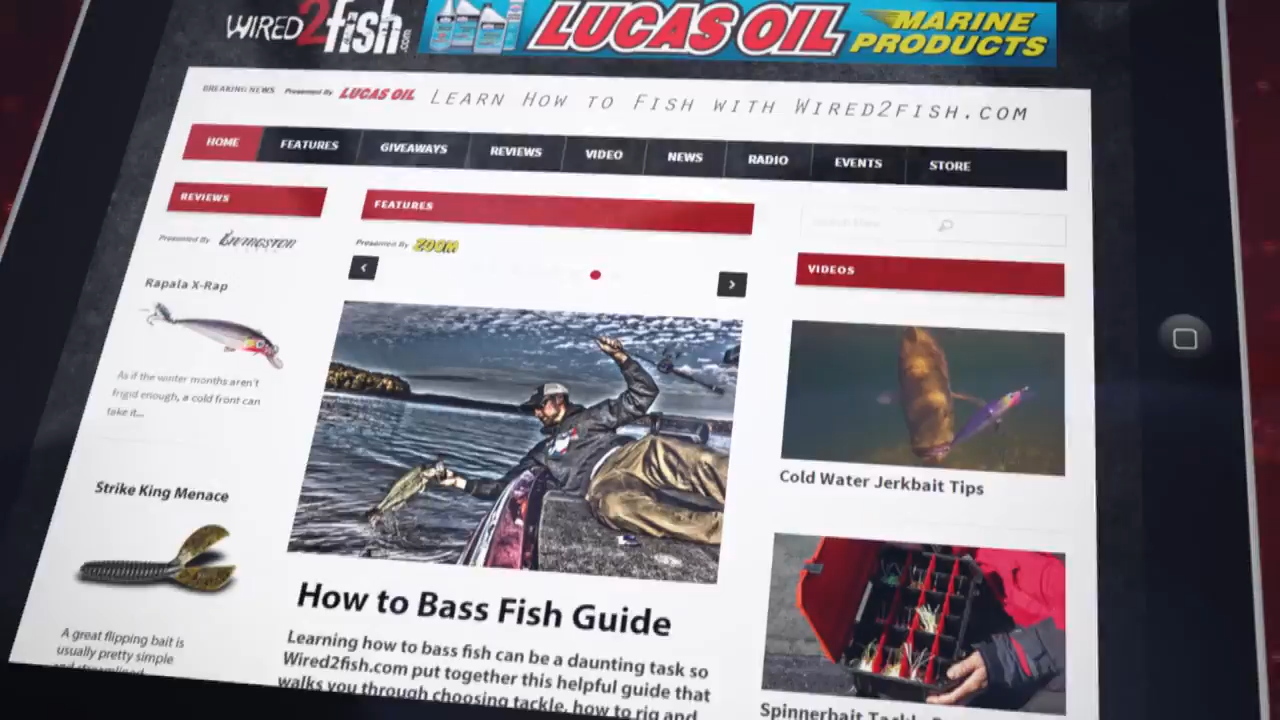 WIRED2fish.com
LUCAS OIL MARINE PRODUCTS
BREAKING NEWS Presented By LUCAS OIL LEARN HOW TO FISH WITH WIRED2FISH.COM
HOME FEATURES GIVEAWAYS REVIEWS VIDEO NEWS RADIO EVENTS STORE
REVIEWS
Presented By LIVINGSTON
Rapala X-Rap
As if the winter months aren't
frigid enough, a cold front can
take it...
Strike King Menace
A great flipping bait is
usually pretty simple
and streamlined
FEATURES
Presented By ZOOM
How to Bass Fish Guide
Learning how to bass fish can be a daunting task so
Wired2fish.com put together this helpful guide that
walks you through choosing tackle, how to rig and
VIDEOS
Cold Water Jerkbait Tips
Spinnerbait Tackle